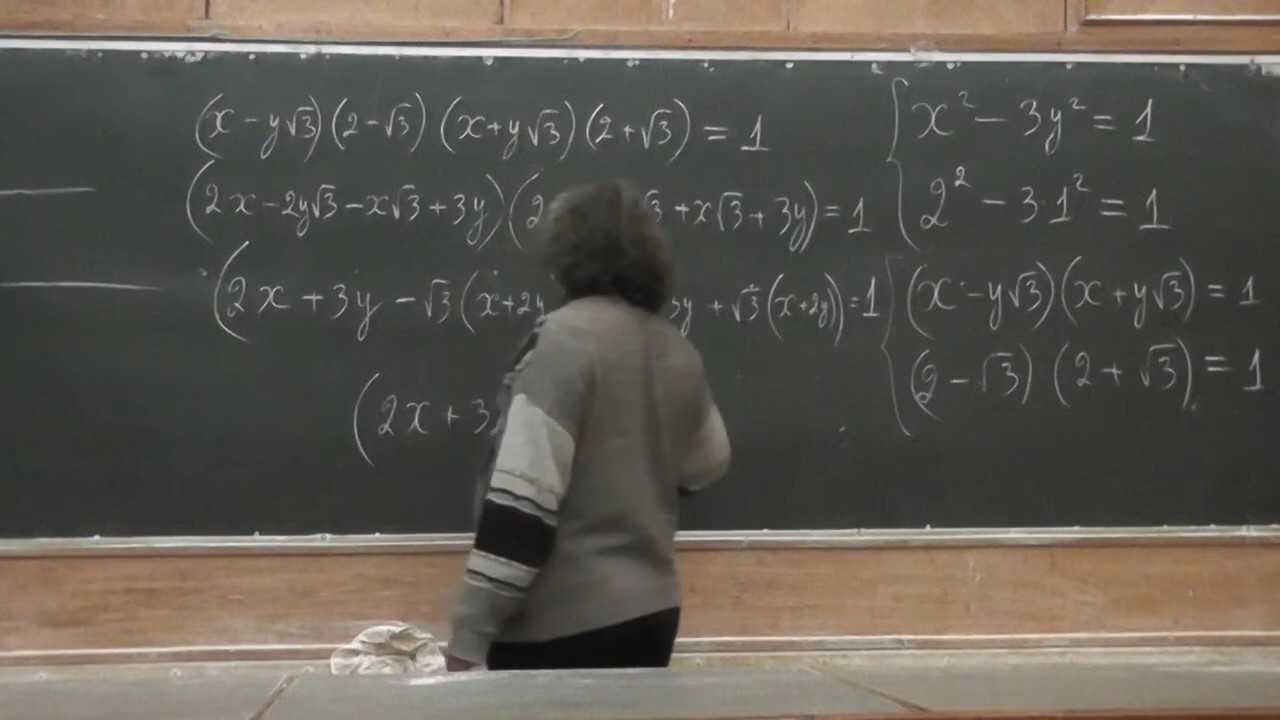 (x-y√3)(2-√3)(x+y√3)(2+√3)=1
(2x-2y√3-x√3+3y)(2 √3+x√3+3y)=1
(2x+3y-√3(x+2y 3y+√3(x+2y))=1
(2x+3
x²-3y²=1
2²-3·1²=1
(x-y√3)(x+y√3)=1
(2-√3)(2+√3)=1